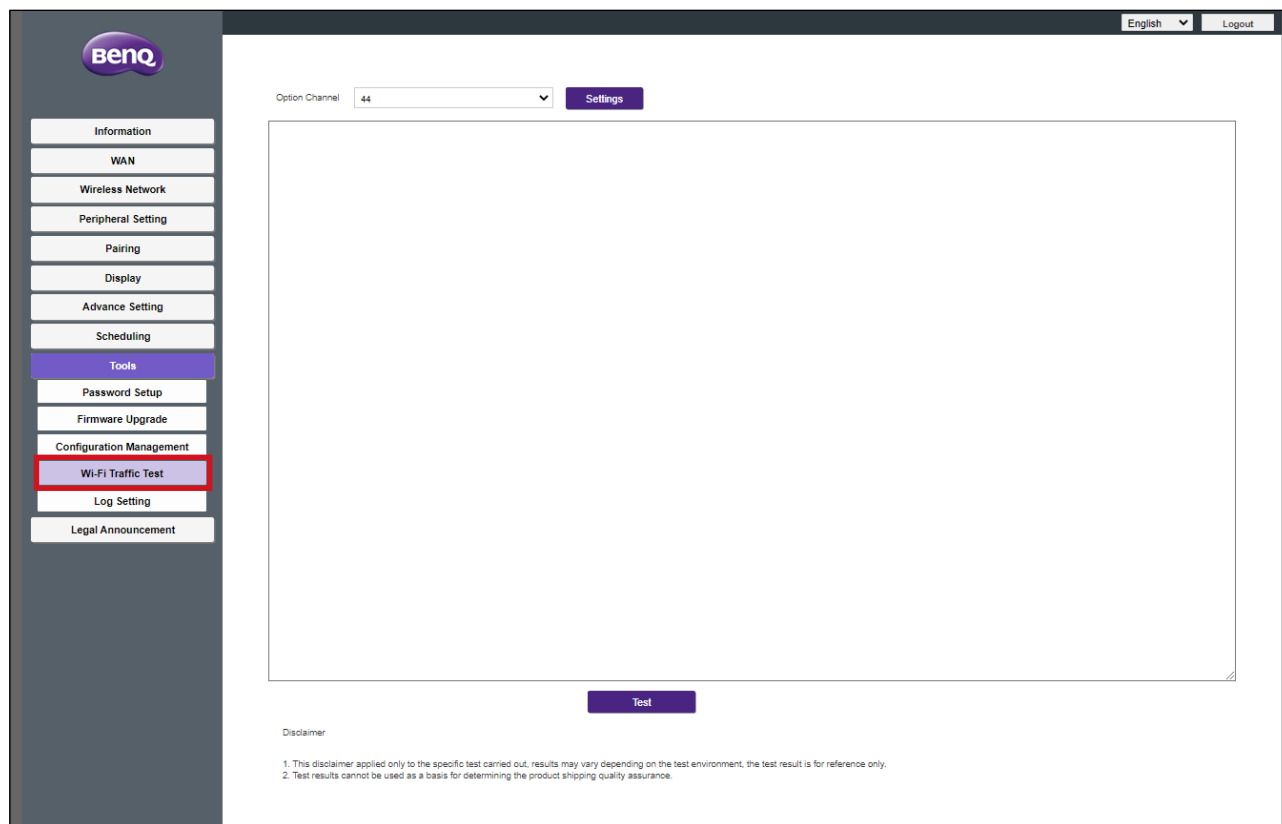 English
Logout
BenQ
Option Channel
44
Settings
Information
WAN
Wireless Network
Peripheral Setting
Pairing
Display
Advance Setting
Scheduling
Tools
Password Setup
Firmware Upgrade
Configuration Management
Wi-Fi Traffic Test
Log Setting
Legal Announcement
Test
Disclaimer
1. This disclaimer applied only to the specific test carried out, results may vary depending on the test environment, the test result is for reference only.
2. Test results cannot be used as a basis for determining the product shipping quality assurance.